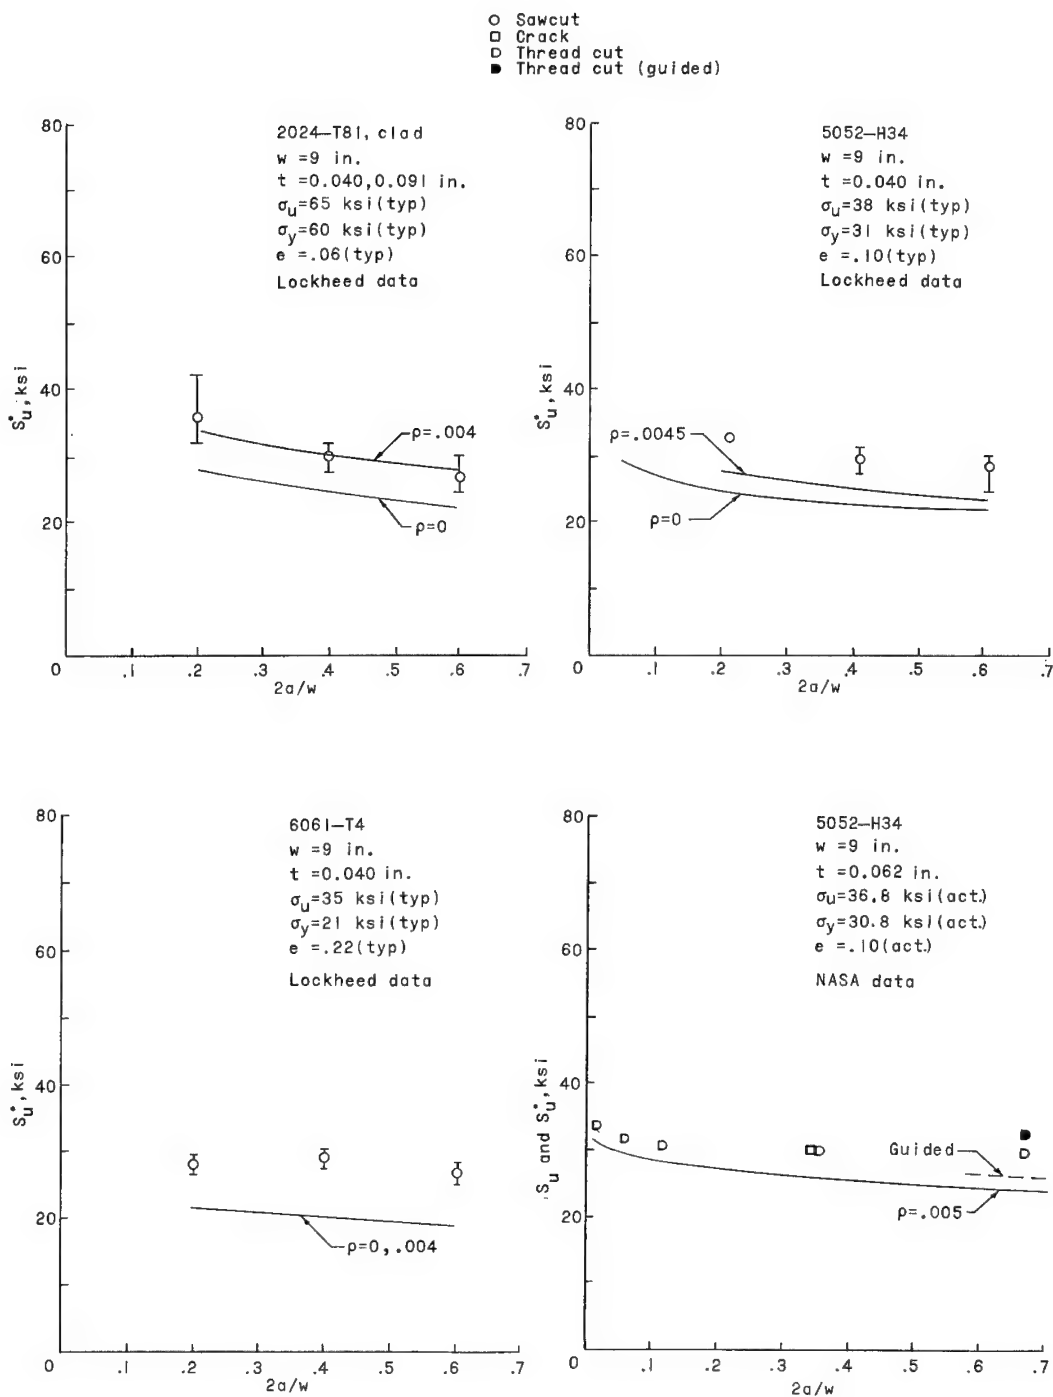 Sawcut
Crack
Thread cut
Thread cut (guided)
80
60
40
20
0
S*u, ksi
2024-T81, clad
w =9 in.
t =0.040,0.091 in.
σu=65 ksi(typ)
σy=60 ksi(typ)
e =.06(typ)
Lockheed data
ρ=.004
ρ=0
.1 .2 .3 .4 .5 .6 .7
2a/w
80
60
40
20
0
S*u, ksi
5052-H34
w =9 in.
t =0.040 in.
σu=38 ksi(typ)
σy=31 ksi(typ)
e =.10(typ)
Lockheed data
ρ=.0045
ρ=0
.1 .2 .3 .4 .5 .6 .7
2a/w
80
60
40
20
0
S*u, ksi
6061-T4
w =9 in.
t =0.040 in.
σu=35 ksi(typ)
σy=21 ksi(typ)
e =.22(typ)
Lockheed data
ρ=0,.004
.1 .2 .3 .4 .5 .6 .7
2a/w
80
60
40
20
0
Su and S*u, ksi
5052-H34
w =9 in.
t =0.062 in.
σu=36.8 ksi(act.)
σy=30.8 ksi(act.)
e =.10(act.)
NASA data
Guided
ρ=.005
.1 .2 .3 .4 .5 .6 .7
2a/w